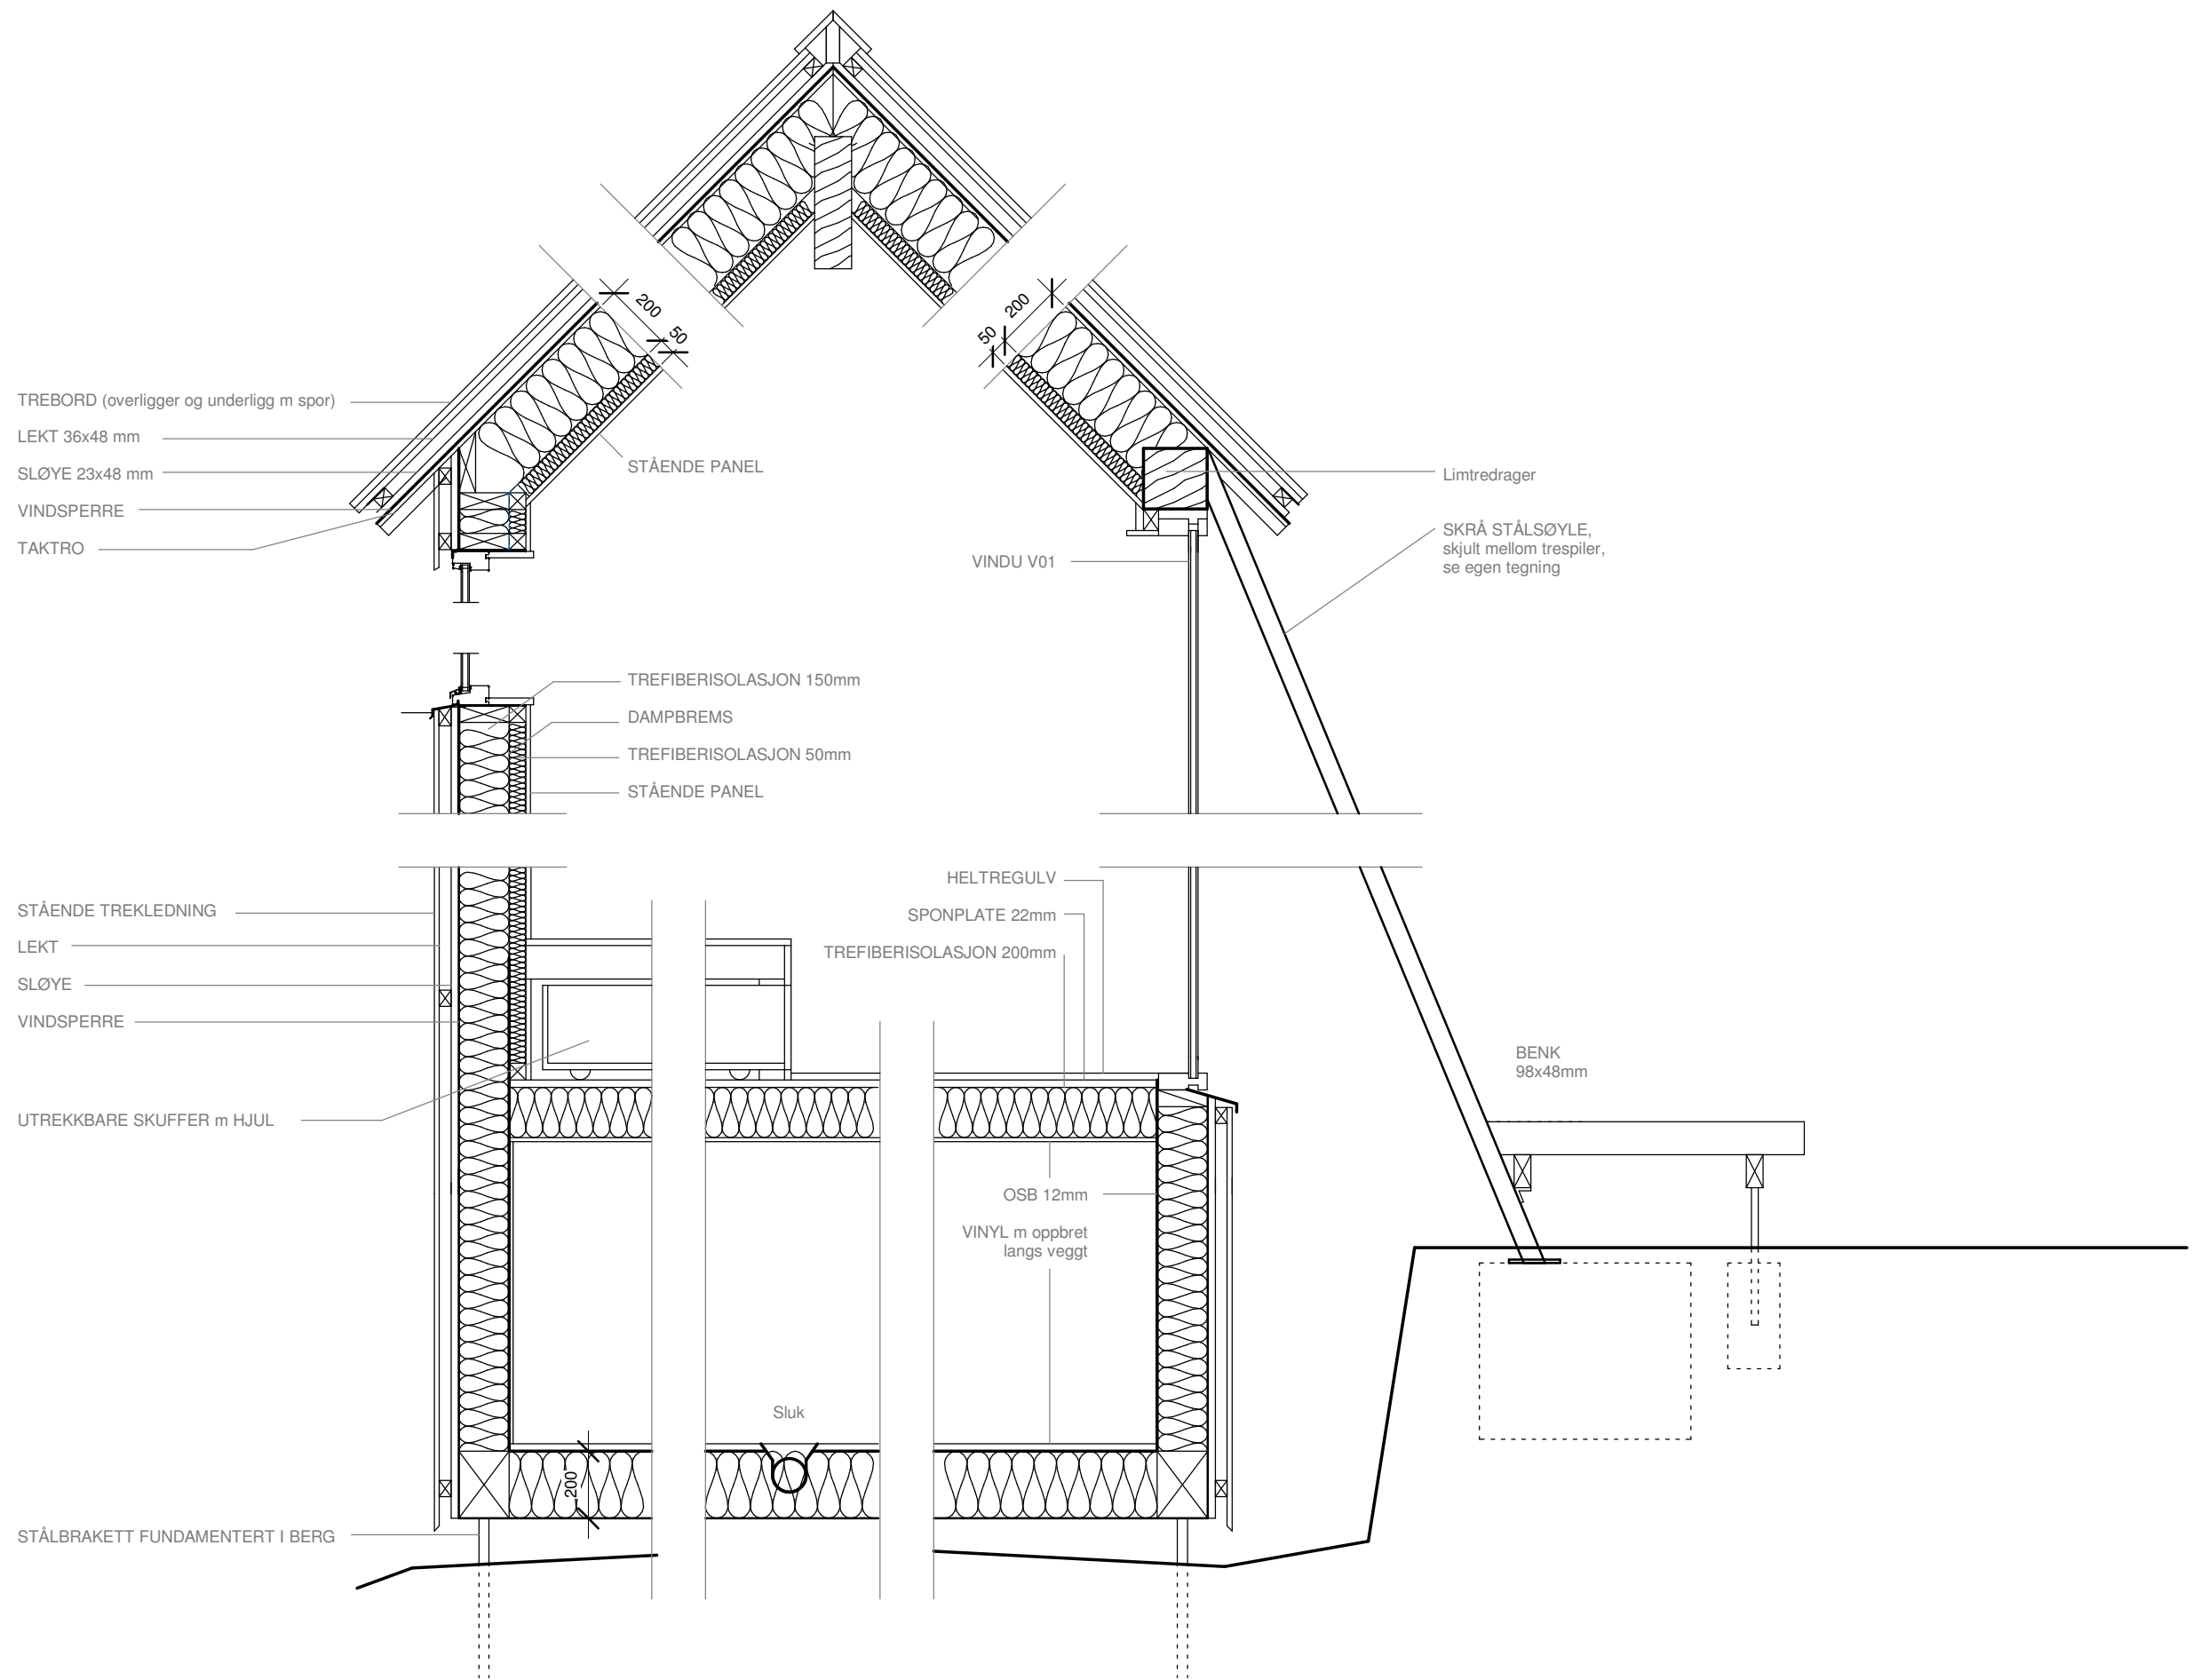 200
50
200
50
TREBORD (overligger og underligg m spor)
LEKT 36x48 mm
SLØYE 23x48 mm
VINDSPERRE
TAKTRO
STÅENDE PANEL
Limtredrager
SKRÅ STÅLSØYLE,
skjult mellom trespiler,
se egen tegning
VINDU V01
TREFIBERISOLASJON 150mm
DAMPBREMS
TREFIBERISOLASJON 50mm
STÅENDE PANEL
HELTREGULV
SPONPLATE 22mm
TREFIBERISOLASJON 200mm
STÅENDE TREKLEDNING
LEKT
SLØYE
VINDSPERRE
UTREKKBARE SKUFFER m HJUL
BENK
98x48mm
OSB 12mm
VINYL m oppbret
langs veggt
Sluk
200
STÅLBRAKETT FUNDAMENTERT I BERG